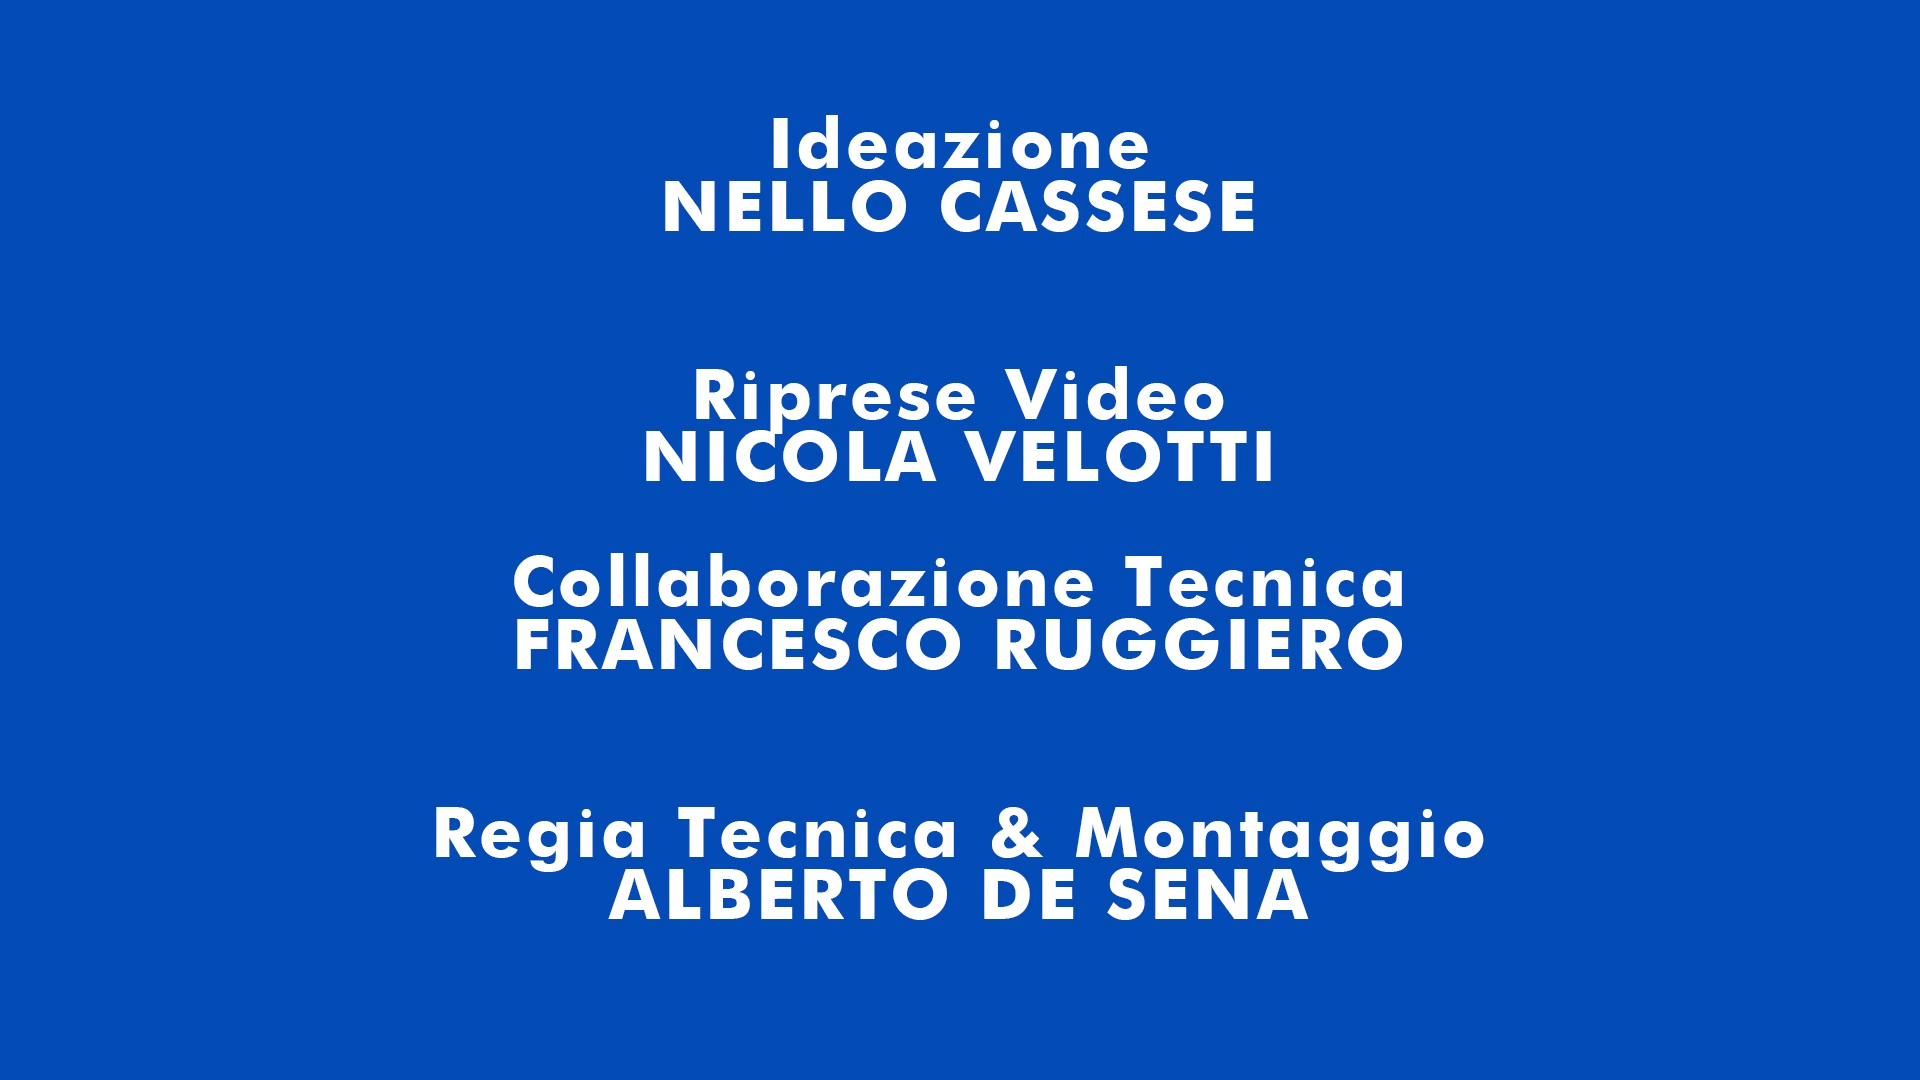 Ideazione
NELLO CASSESE
Riprese Video
NICOLA VELOTTI
Collaborazione Tecnica
FRANCESCO RUGGIERO
Regia Tecnica & Montaggio
ALBERTO DE SENA